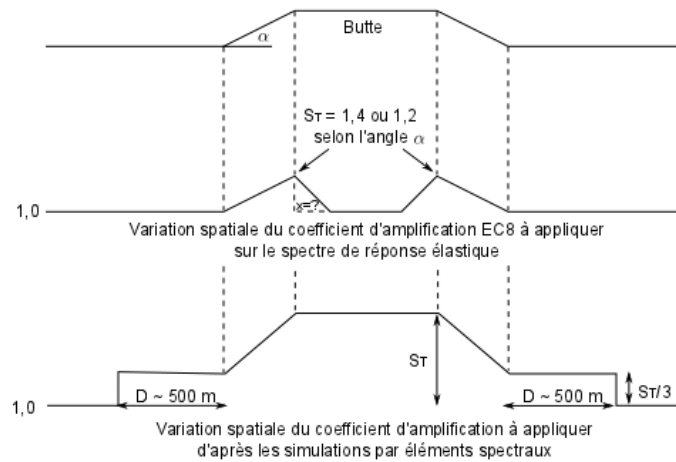 Butte
α
Sт = 1,4 ou 1,2
selon l'angle α
x=?
1,0
Variation spatiale du coefficient d'amplification EC8 à appliquer
sur le spectre de réponse élastique
Sт
D ~ 500 m
D ~ 500 m
Sт/3
1,0
Variation spatiale du coefficient d'amplification à appliquer
d'après les simulations par éléments spectraux